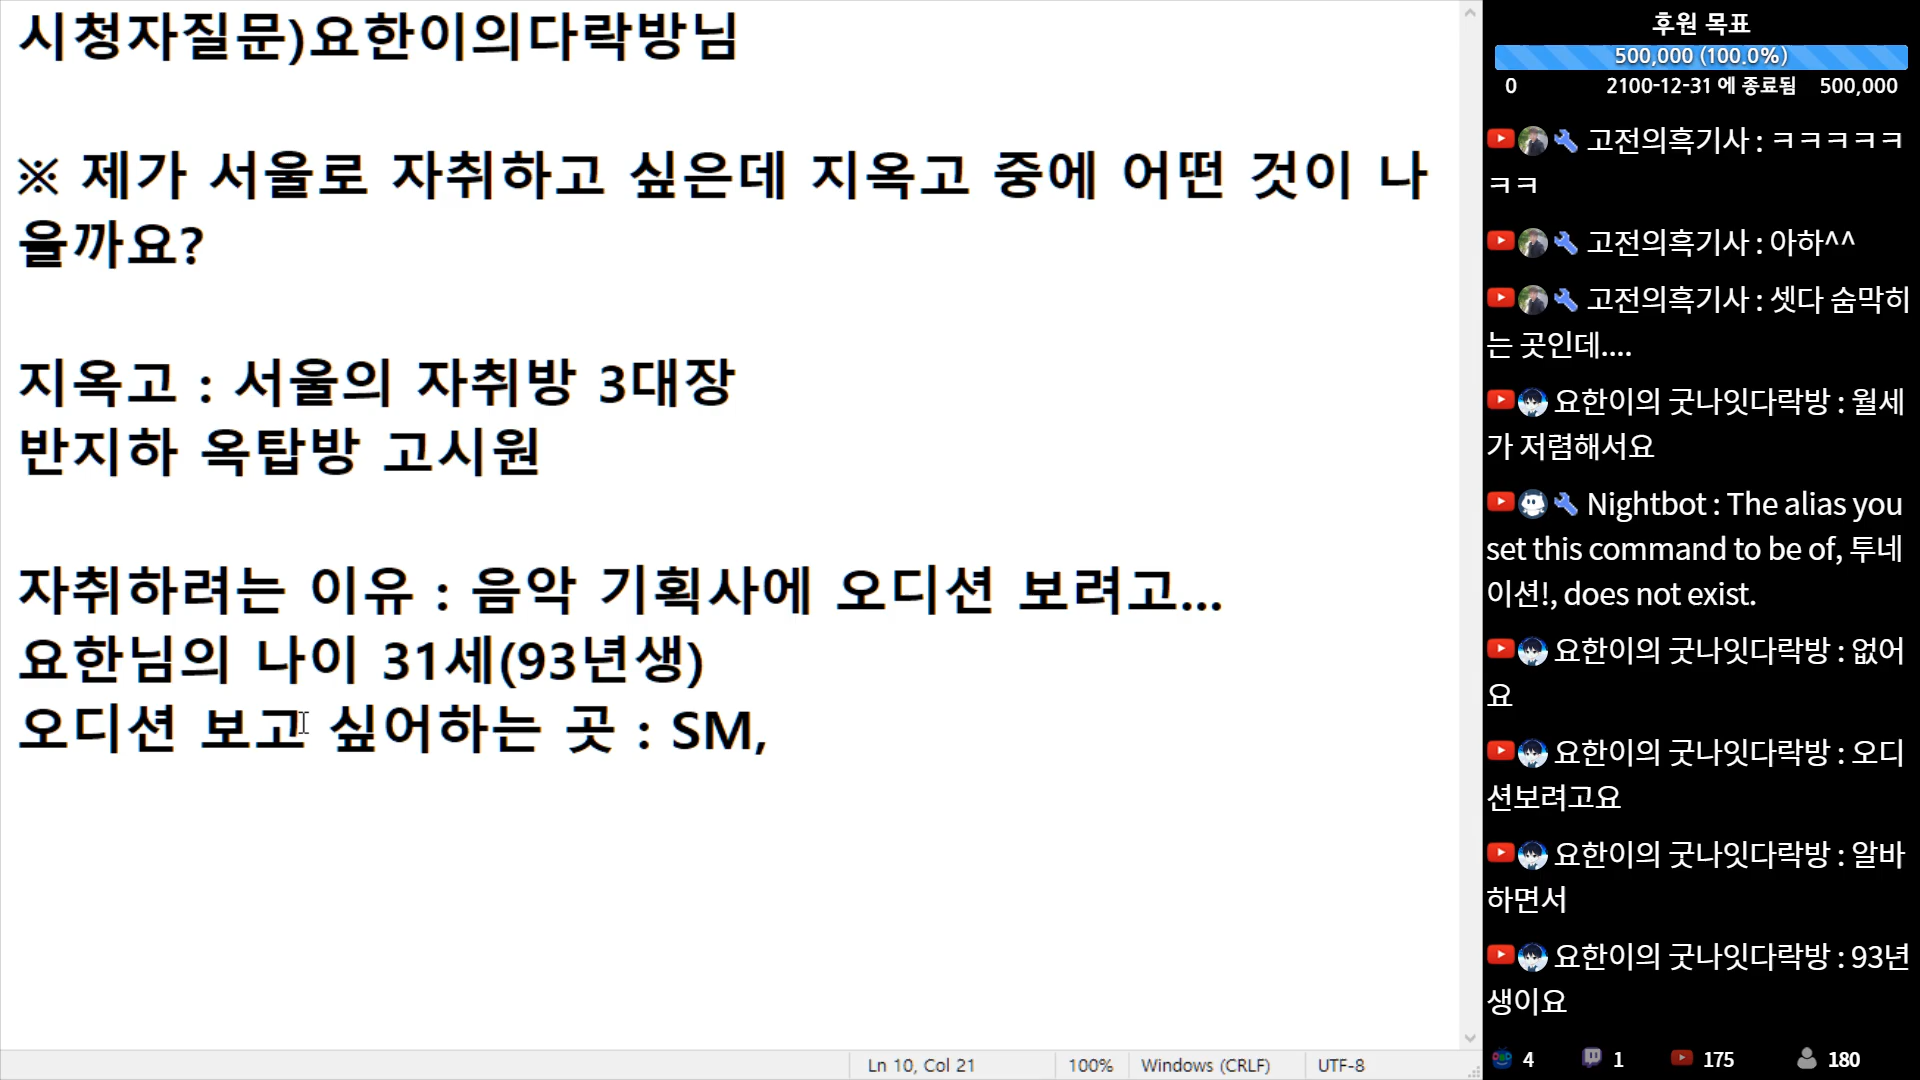 시청자질문)요한이의다락방님
※ 제가 서울로 자취하고 싶은데 지옥고 중에 어떤 것이 나
을까요?
지옥고 : 서울의 자취방 3대장
반지하 옥탑방 고시원
자취하려는 이유 : 음악 기획사에 오디션 보려고...
요한님의 나이 31세(93년생)
오디션 보고 싶어하는 곳 : SM,
Ln 10, Col 21
100%
Windows (CRLF)
UTF-8
후원 목표
500,000 (100.0%)
0
2100-12-31 에 종료됨
500,000
고전의흑기사 : ㅋㅋㅋㅋㅋ
ㅋㅋ
고전의흑기사 : 아하^^
고전의흑기사 : 셋다 숨막히
는 곳인데....
요한이의 굿나잇다락방 : 월세
가 저렴해서요
Nightbot : The alias you
set this command to be of, 투네
이션!, does not exist.
요한이의 굿나잇다락방 : 없어
요
요한이의 굿나잇다락방 : 오디
션보려고요
요한이의 굿나잇다락방 : 알바
하면서
요한이의 굿나잇다락방 : 93년
생이요
4
1
175
180